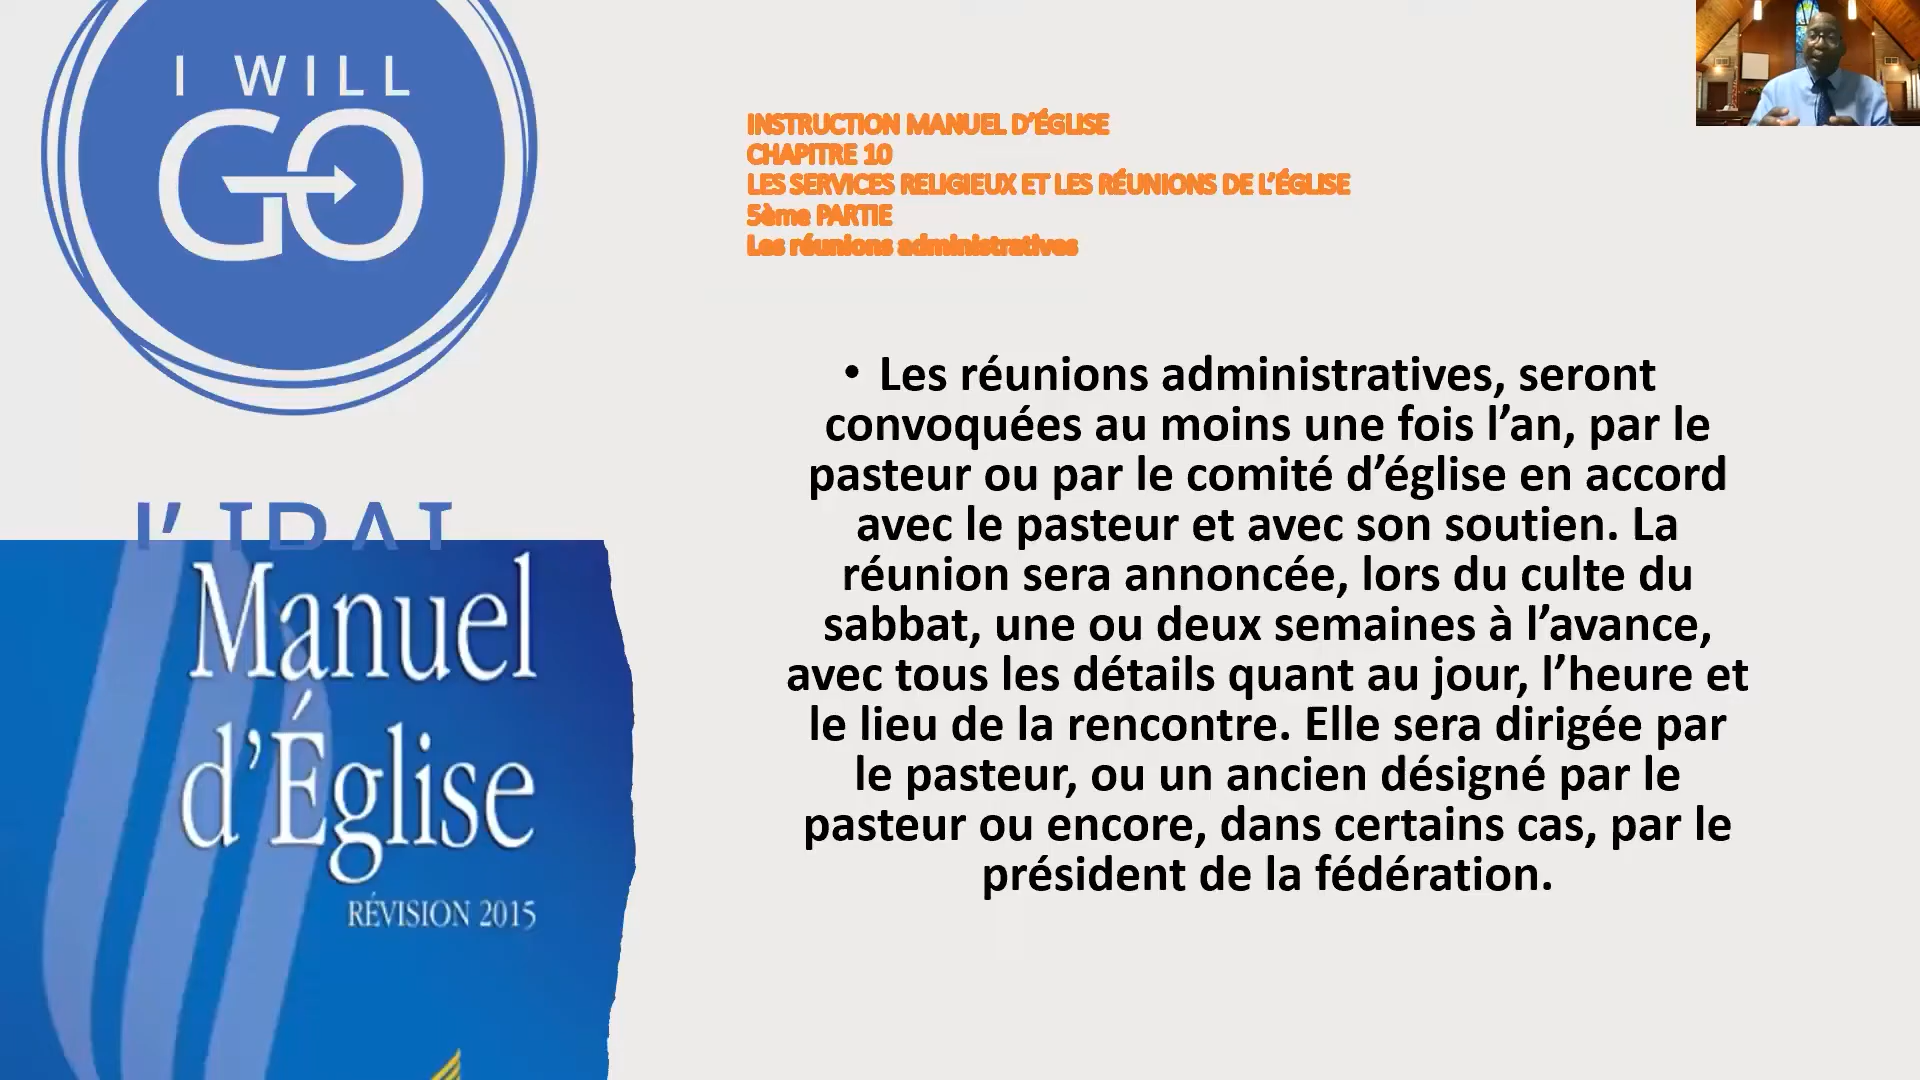 I WILL
GO
J’IRAI
INSTRUCTION MANUEL D’ÉGLISE
CHAPITRE 10
LES SERVICES RELIGIEUX ET LES RÉUNIONS DE L’ÉGLISE
5ème PARTIE
Les réunions administratives
• Les réunions administratives, seront
convoquées au moins une fois l’an, par le
pasteur ou par le comité d’église en accord
avec le pasteur et avec son soutien. La
réunion sera annoncée, lors du culte du
sabbat, une ou deux semaines à l’avance,
avec tous les détails quant au jour, l’heure et
le lieu de la rencontre. Elle sera dirigée par
le pasteur, ou un ancien désigné par le
pasteur ou encore, dans certains cas, par le
président de la fédération.
Manuel
d’Église
RÉVISION 2015